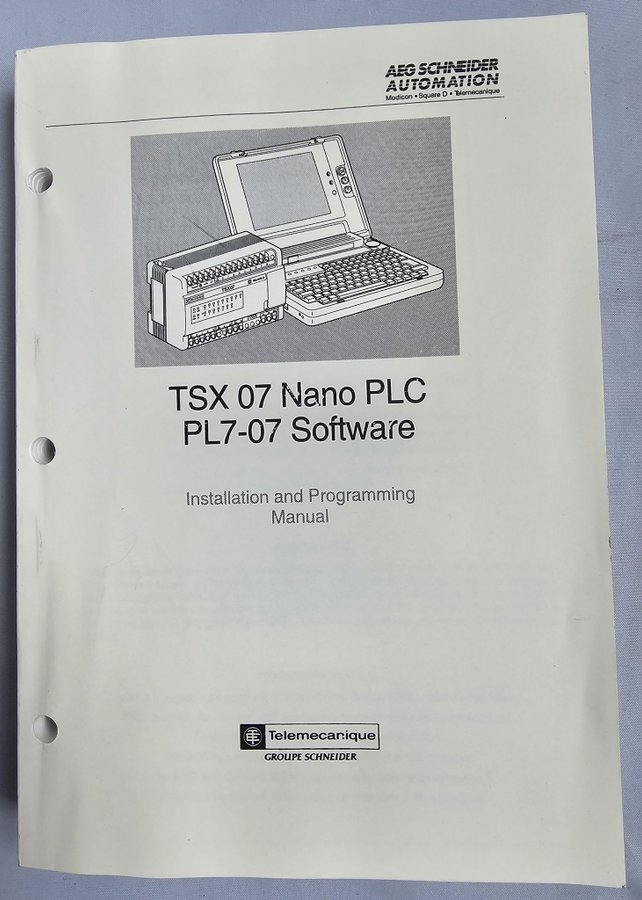 AEG SCHNEIDER
AUTOMATION
Modicon • Square D • Telemecanique
TSX07
TSX 07 Nano PLC
PL7-07 Software
Installation and Programming
Manual
Telemecanique
GROUPE SCHNEIDER